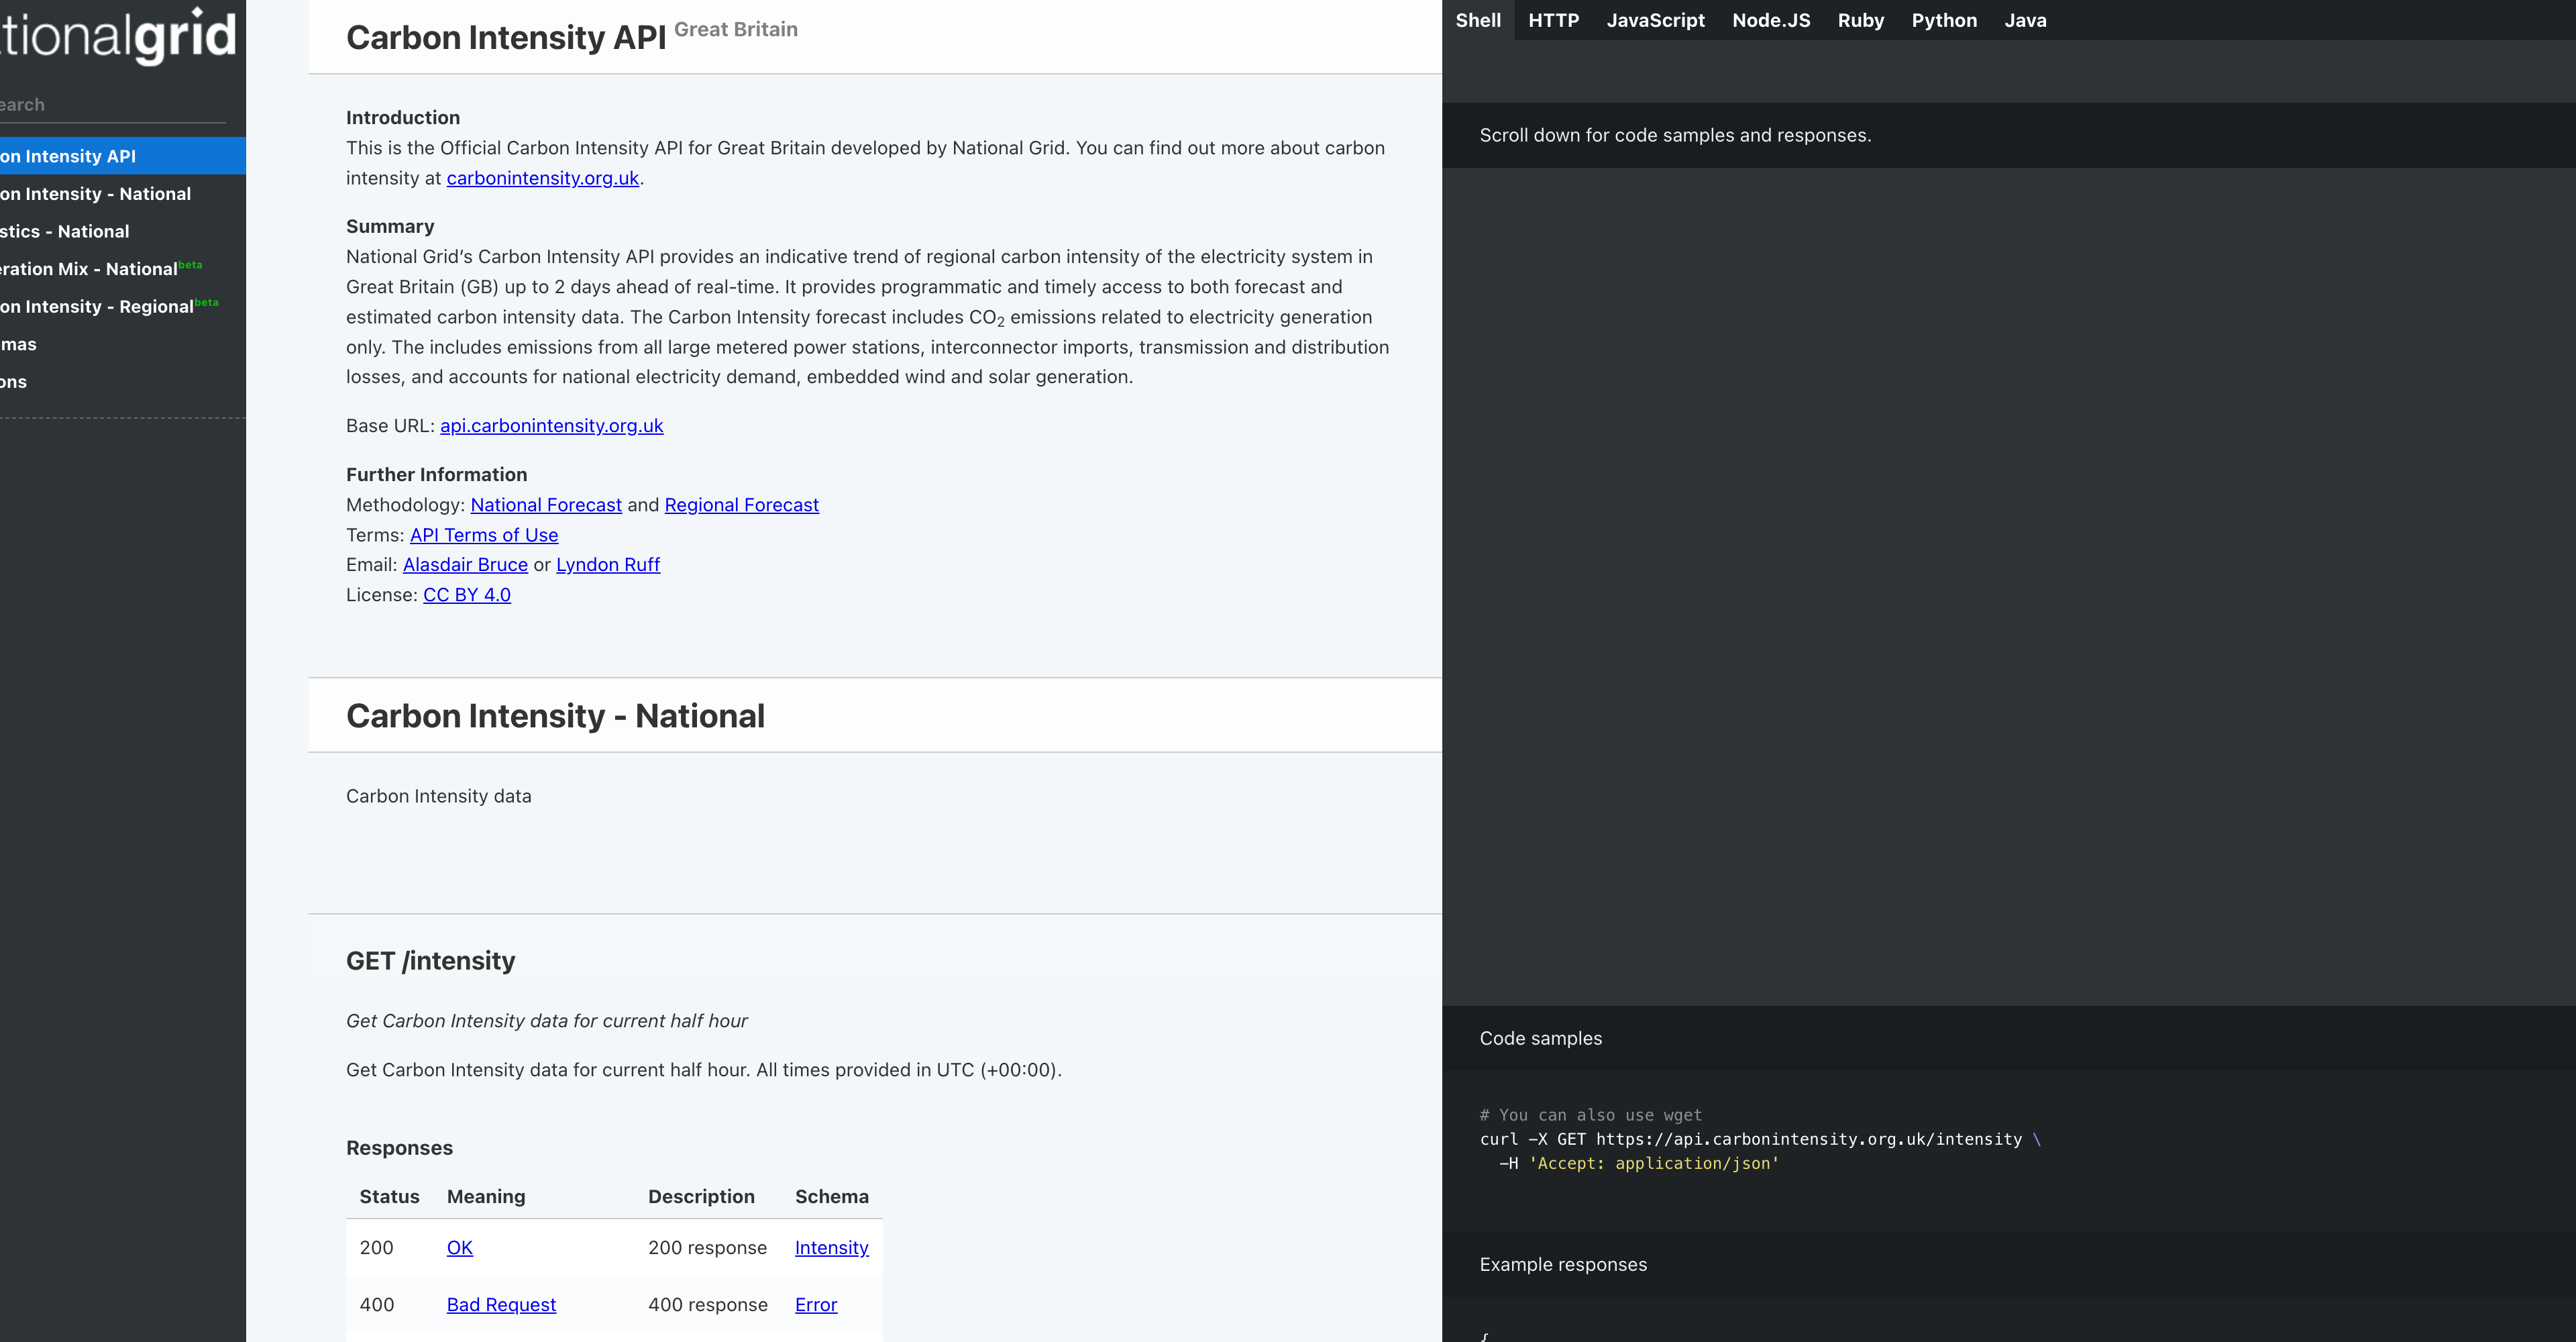 tionalgrid
earch
on Intensity API
on Intensity - National
stics - National
eration Mix - National beta
on Intensity - Regional beta
mas
ons
Carbon Intensity API Great Britain
Introduction
This is the Official Carbon Intensity API for Great Britain developed by National Grid. You can find out more about carbon
intensity at carbonintensity.org.uk.
Summary
National Grid's Carbon Intensity API provides an indicative trend of regional carbon intensity of the electricity system in
Great Britain (GB) up to 2 days ahead of real-time. It provides programmatic and timely access to both forecast and
estimated carbon intensity data. The Carbon Intensity forecast includes CO2 emissions related to electricity generation
only. The includes emissions from all large metered power stations, interconnector imports, transmission and distribution
losses, and accounts for national electricity demand, embedded wind and solar generation.
Base URL: api.carbonintensity.org.uk
Further Information
Methodology: National Forecast and Regional Forecast
Terms: API Terms of Use
Email: Alasdair Bruce or Lyndon Ruff
License: CC BY 4.0
Carbon Intensity - National
Carbon Intensity data
GET /intensity
Get Carbon Intensity data for current half hour
Get Carbon Intensity data for current half hour. All times provided in UTC (+00:00).
Responses
Status Meaning Description Schema
200 OK 200 response Intensity
400 Bad Request 400 response Error
Shell HTTP JavaScript Node.JS Ruby Python Java
Scroll down for code samples and responses.
Code samples
# You can also use wget
curl -X GET https://api.carbonintensity.org.uk/intensity \
-H 'Accept: application/json'
Example responses
{